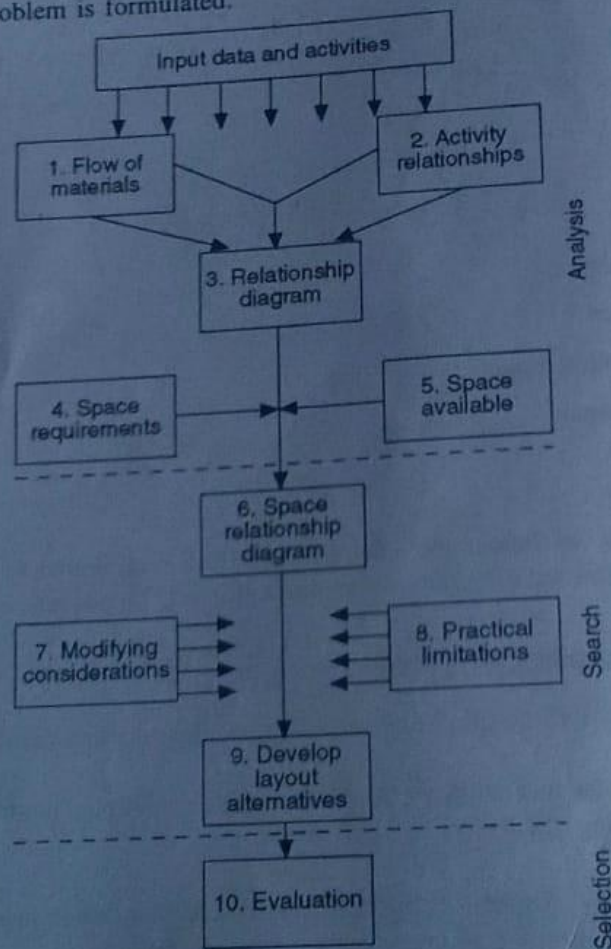 problem is formulated.
Input data and activities
1. Flow of
materials
2. Activity
relationships
3. Relationship
diagram
Analysis
4. Space
requirements
5. Space
available
6. Space
relationship
diagram
7. Modifying
considerations
8. Practical
limitations
Search
9. Develop
layout
alternatives
10. Evaluation
Selection